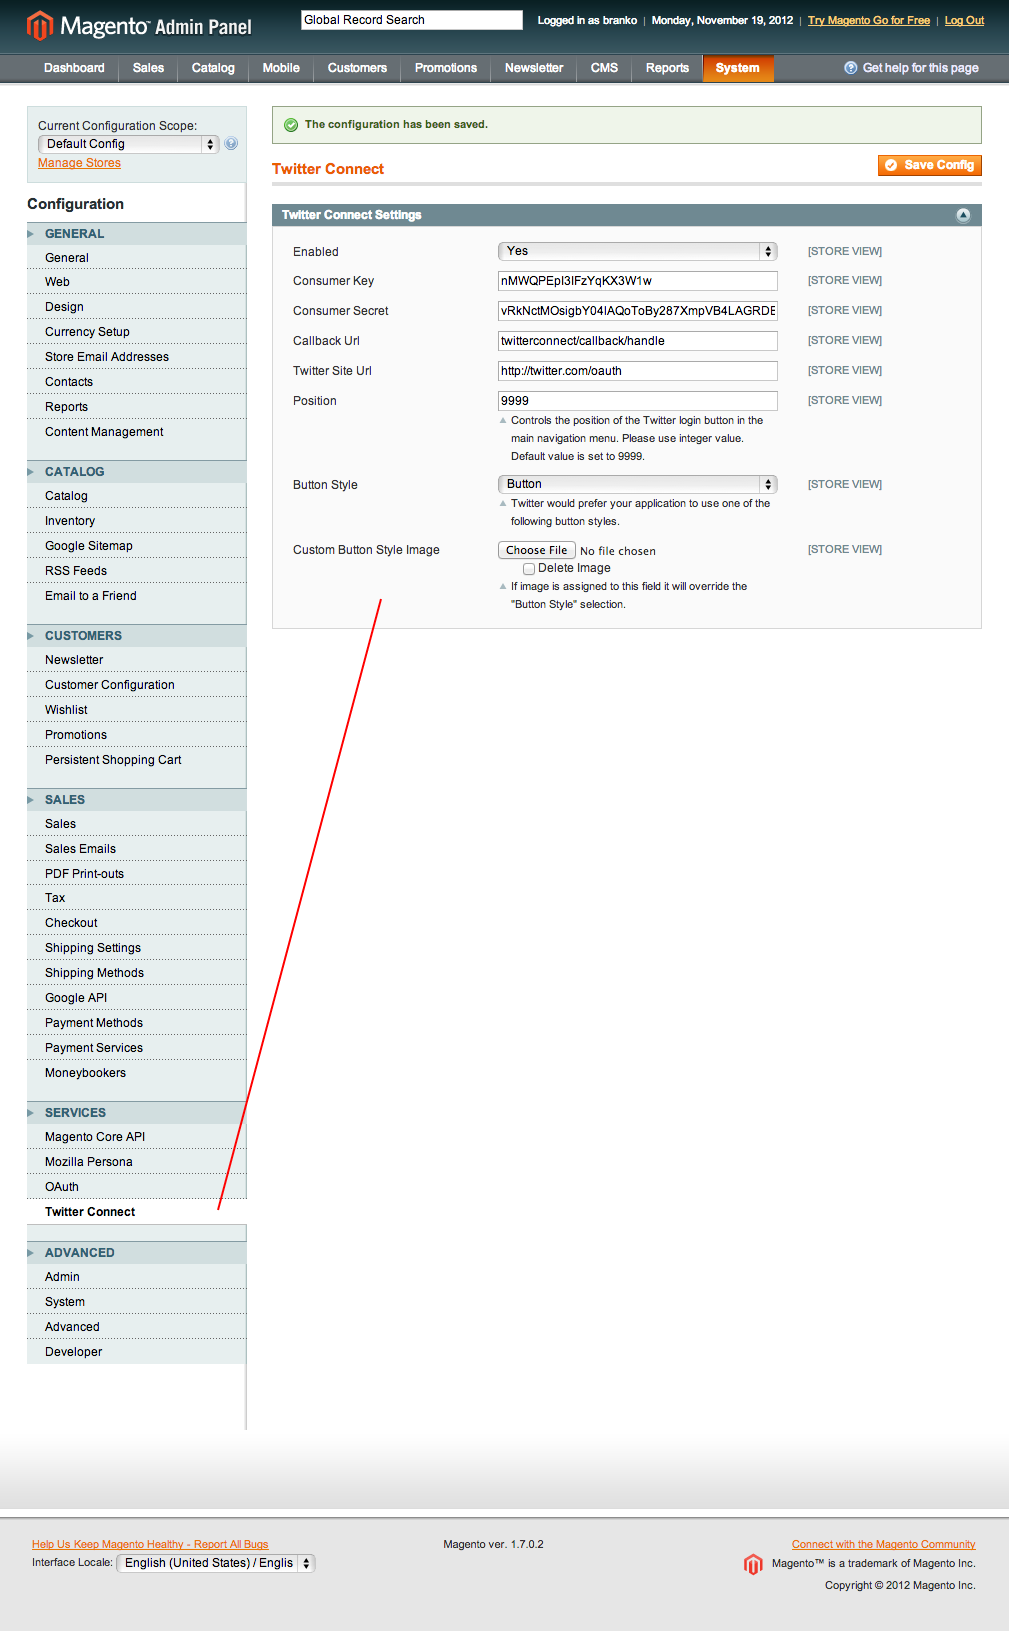 Magento™ Admin Panel
Global Record Search
Logged in as branko | Monday, November 19, 2012 | Try Magento Go for Free | Log Out
Dashboard Sales Catalog Mobile Customers Promotions Newsletter CMS Reports System Get help for this page
Current Configuration Scope:
Default Config
Manage Stores
Configuration
GENERAL
General
Web
Design
Currency Setup
Store Email Addresses
Contacts
Reports
Content Management
CATALOG
Catalog
Inventory
Google Sitemap
RSS Feeds
Email to a Friend
CUSTOMERS
Newsletter
Customer Configuration
Wishlist
Promotions
Persistent Shopping Cart
SALES
Sales
Sales Emails
PDF Print-outs
Tax
Checkout
Shipping Settings
Shipping Methods
Google API
Payment Methods
Payment Services
Moneybookers
SERVICES
Magento Core API
Mozilla Persona
OAuth
Twitter Connect
ADVANCED
Admin
System
Advanced
Developer
The configuration has been saved.
Twitter Connect
Save Config
Twitter Connect Settings
Enabled Yes [STORE VIEW]
Consumer Key nMWQPEpI3IFzYqKX3W1w [STORE VIEW]
Consumer Secret vRkNctMOsigbY04IAQoToBy287XmpVB4LAGRDE [STORE VIEW]
Callback Url twitterconnect/callback/handle [STORE VIEW]
Twitter Site Url http://twitter.com/oauth [STORE VIEW]
Position 9999 [STORE VIEW]
Controls the position of the Twitter login button in the
main navigation menu. Please use integer value.
Default value is set to 9999.
Button Style Button [STORE VIEW]
Twitter would prefer your application to use one of the
following button styles.
Custom Button Style Image Choose File No file chosen [STORE VIEW]
Delete Image
If image is assigned to this field it will override the
"Button Style" selection.
Help Us Keep Magento Healthy - Report All Bugs
Interface Locale: English (United States) / Englis
Magento ver. 1.7.0.2
Connect with the Magento Community
Magento™ is a trademark of Magento Inc.
Copyright © 2012 Magento Inc.